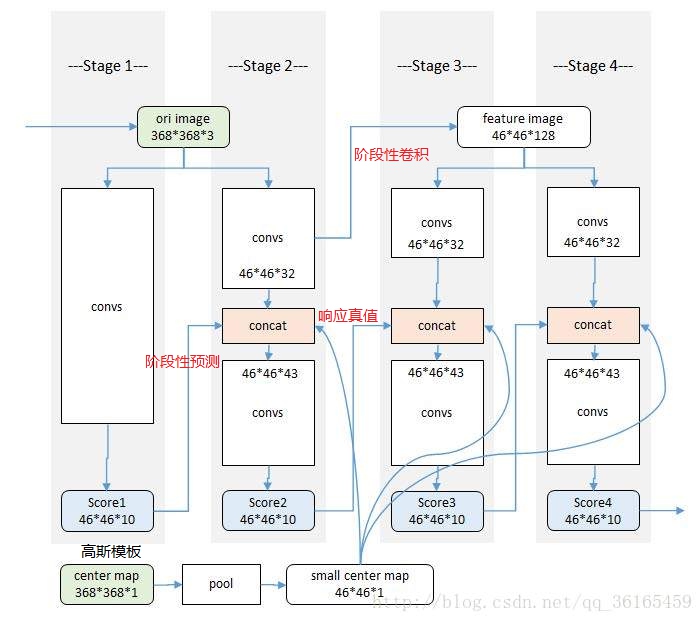 ---Stage 1---
---Stage 2---
---Stage 3---
---Stage 4---
ori image
368*368*3
feature image
46*46*128
阶段性卷积
convs
convs
46*46*32
convs
46*46*32
convs
46*46*32
concat
响应真值
concat
concat
阶段性预测
46*46*43
convs
46*46*43
convs
46*46*43
convs
Score1
46*46*10
Score2
46*46*10
Score3
46*46*10
Score4
46*46*10
高斯模板
center map
368*368*1
pool
small center map
46*46*1
http://blog.csdn.net/qq_36165459